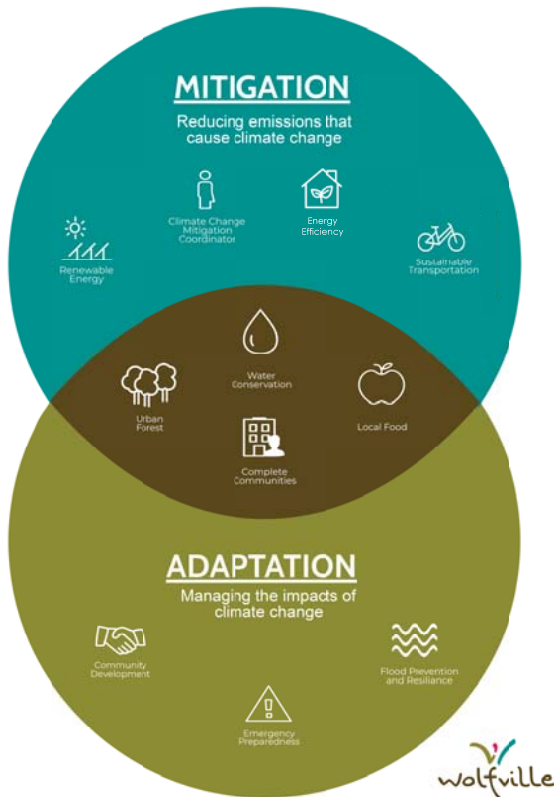 MITIGATION
Reducing emissions that
cause climate change
Climate Change
Mitigation
Coordinator
Energy
Efficiency
Renewable
Energy
Sustainable
Transportation
Water
Conservation
Urban
Forest
Local Food
Complete
Communities
ADAPTATION
Managing the impacts of
climate change
Community
Development
Flood Prevention
and Resiliance
Emergency
Preparedness
wolfville